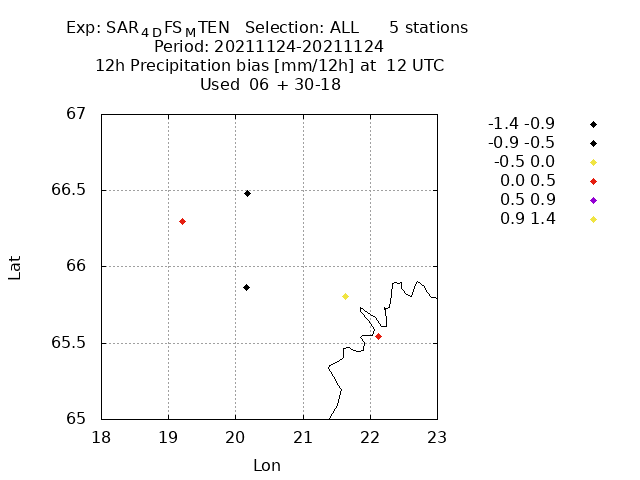 Exp: SAR4DFSMTEN Selection: ALL 5 stations
Period: 20211124-20211124
12h Precipitation bias [mm/12h] at 12 UTC
Used 06 + 30-18
67
66.5
66
65.5
65
Lat
18 19 20 21 22 23
Lon
-1.4 -0.9
-0.9 -0.5
-0.5 0.0
0.0 0.5
0.5 0.9
0.9 1.4